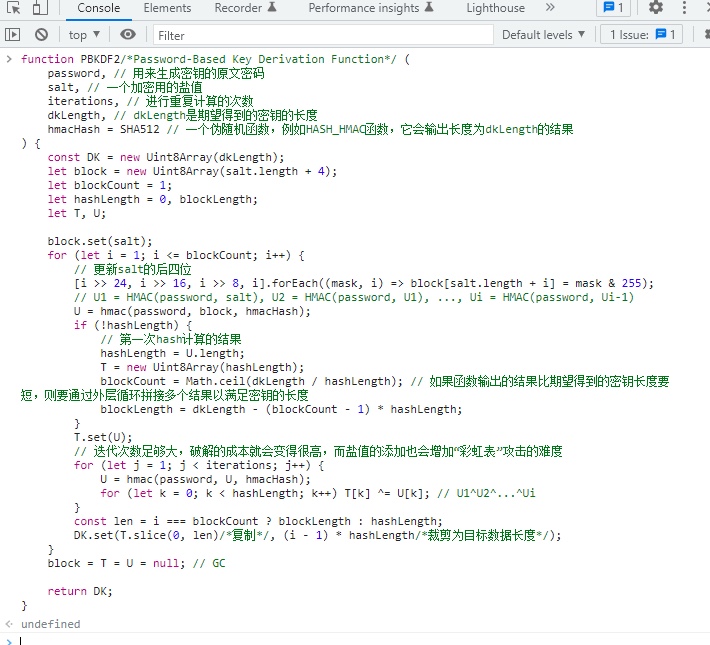 Console Elements Recorder Performance insights Lighthouse » 1
top ▼ Filter Default levels ▼ 1 Issue: 1
> function PBKDF2/*Password-Based Key Derivation Function*/ (
    password, // 用来生成密钥的原文密码
    salt, // 一个加密用的盐值
    iterations, // 进行重复计算的次数
    dkLength, // dkLength是期望得到的密钥的长度
    hmacHash = SHA512 // 一个伪随机函数，例如HASH_HMAC函数，它会输出长度为dkLength的结果
) {
    const DK = new Uint8Array(dkLength);
    let block = new Uint8Array(salt.length + 4);
    let blockCount = 1;
    let hashLength = 0, blockLength;
    let T, U;

    block.set(salt);
    for (let i = 1; i <= blockCount; i++) {
        // 更新salt的后四位
        [i >> 24, i >> 16, i >> 8, i].forEach((mask, i) => block[salt.length + i] = mask & 255);
        // U1 = HMAC(password, salt), U2 = HMAC(password, U1), ..., Ui = HMAC(password, Ui-1)
        U = hmac(password, block, hmacHash);
        if (!hashLength) {
            // 第一次hash计算的结果
            hashLength = U.length;
            T = new Uint8Array(hashLength);
            blockCount = Math.ceil(dkLength / hashLength); // 如果函数输出的结果比期望得到的密钥长度要
短，则要通过外层循环拼接多个结果以满足密钥的长度
            blockLength = dkLength - (blockCount - 1) * hashLength;
        }
        T.set(U);
        // 迭代次数足够大，破解的成本就会变得很高，而盐值的添加也会增加“彩虹表”攻击的难度
        for (let j = 1; j < iterations; j++) {
            U = hmac(password, U, hmacHash);
            for (let k = 0; k < hashLength; k++) T[k] ^= U[k]; // U1^U2^...^Ui
        }
        const len = i === blockCount ? blockLength : hashLength;
        DK.set(T.slice(0, len)/*复制*/, (i - 1) * hashLength/*裁剪为目标数据长度*/);
    }
    block = T = U = null; // GC

    return DK;
}
<· undefined
>